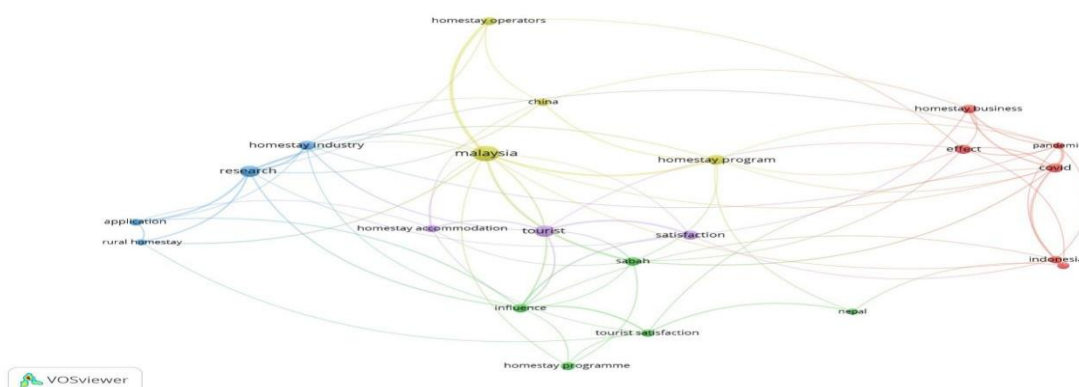 homestay operators
china
homestay business
pandemi
effect
covid
homestay industry
malaysia
homestay program
research
application
rural homestay
homestay accommodation
tourist
satisfaction
sabah
indonesia
influence
nepal
tourist satisfaction
homestay programme
VOSviewer